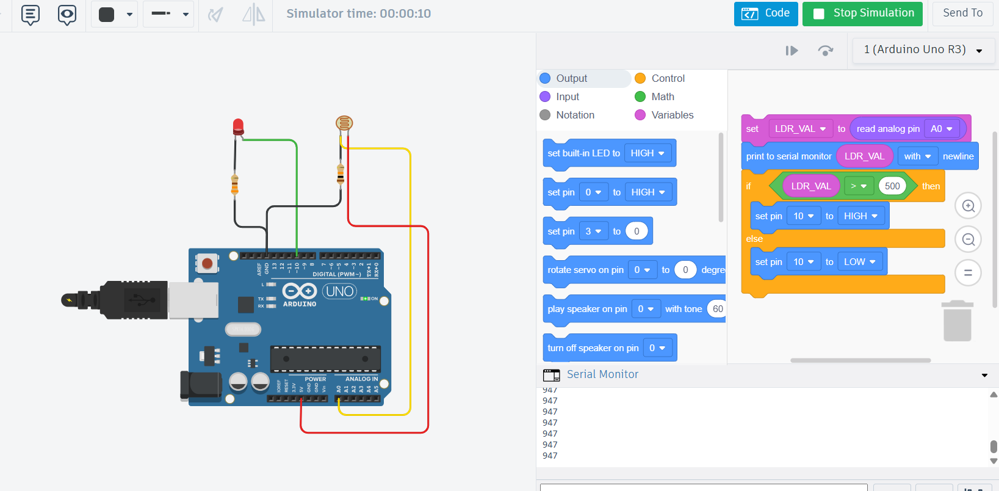 Simulator time: 00:00:10
Code
Stop Simulation
Send To
1 (Arduino Uno R3)
Output
Control
Input
Math
Notation
Variables
set built-in LED to HIGH
set pin 0 to HIGH
set pin 3 to 0
rotate servo on pin 0 to 0 degre
play speaker on pin 0 with tone 60
turn off speaker on pin 0
set LDR_VAL to read analog pin A0
print to serial monitor LDR_VAL with newline
if LDR_VAL > 500 then
set pin 10 to HIGH
else
set pin 10 to LOW
AREF
GND
13
12
~11
~10
~9
8
7
~6
~5
4
~3
2
TX→1
RX←0
DIGITAL (PWM~)
L
TX
RX
UNO
ARDUINO
ON
POWER
ANALOG IN
IOREF
RESET
3.3V
5V
GND
GND
Vin
A0
A1
A2
A3
A4
A5
Serial Monitor
947
947
947
947
947
947
947